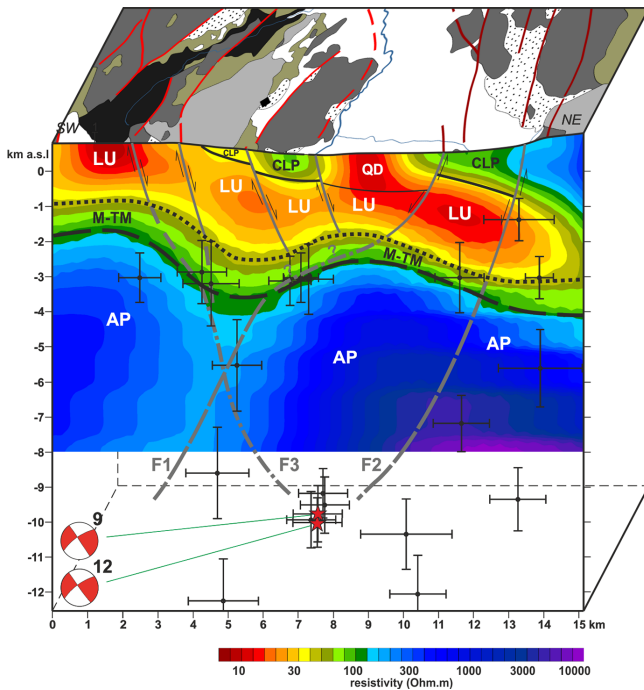 SW
NE
km a.s.l
0
-1
-2
-3
-4
-5
-6
-7
-8
-9
-10
-11
-12
LU
CLP
CLP
QD
CLP
LU
LU
LU
LU
M-TM
M-TM
AP
AP
AP
F1
F3
F2
9
12
0 1 2 3 4 5 6 7 8 9 10 11 12 13 14 15 km
10 30 100 300 1000 3000 10000
resistivity (Ohm.m)